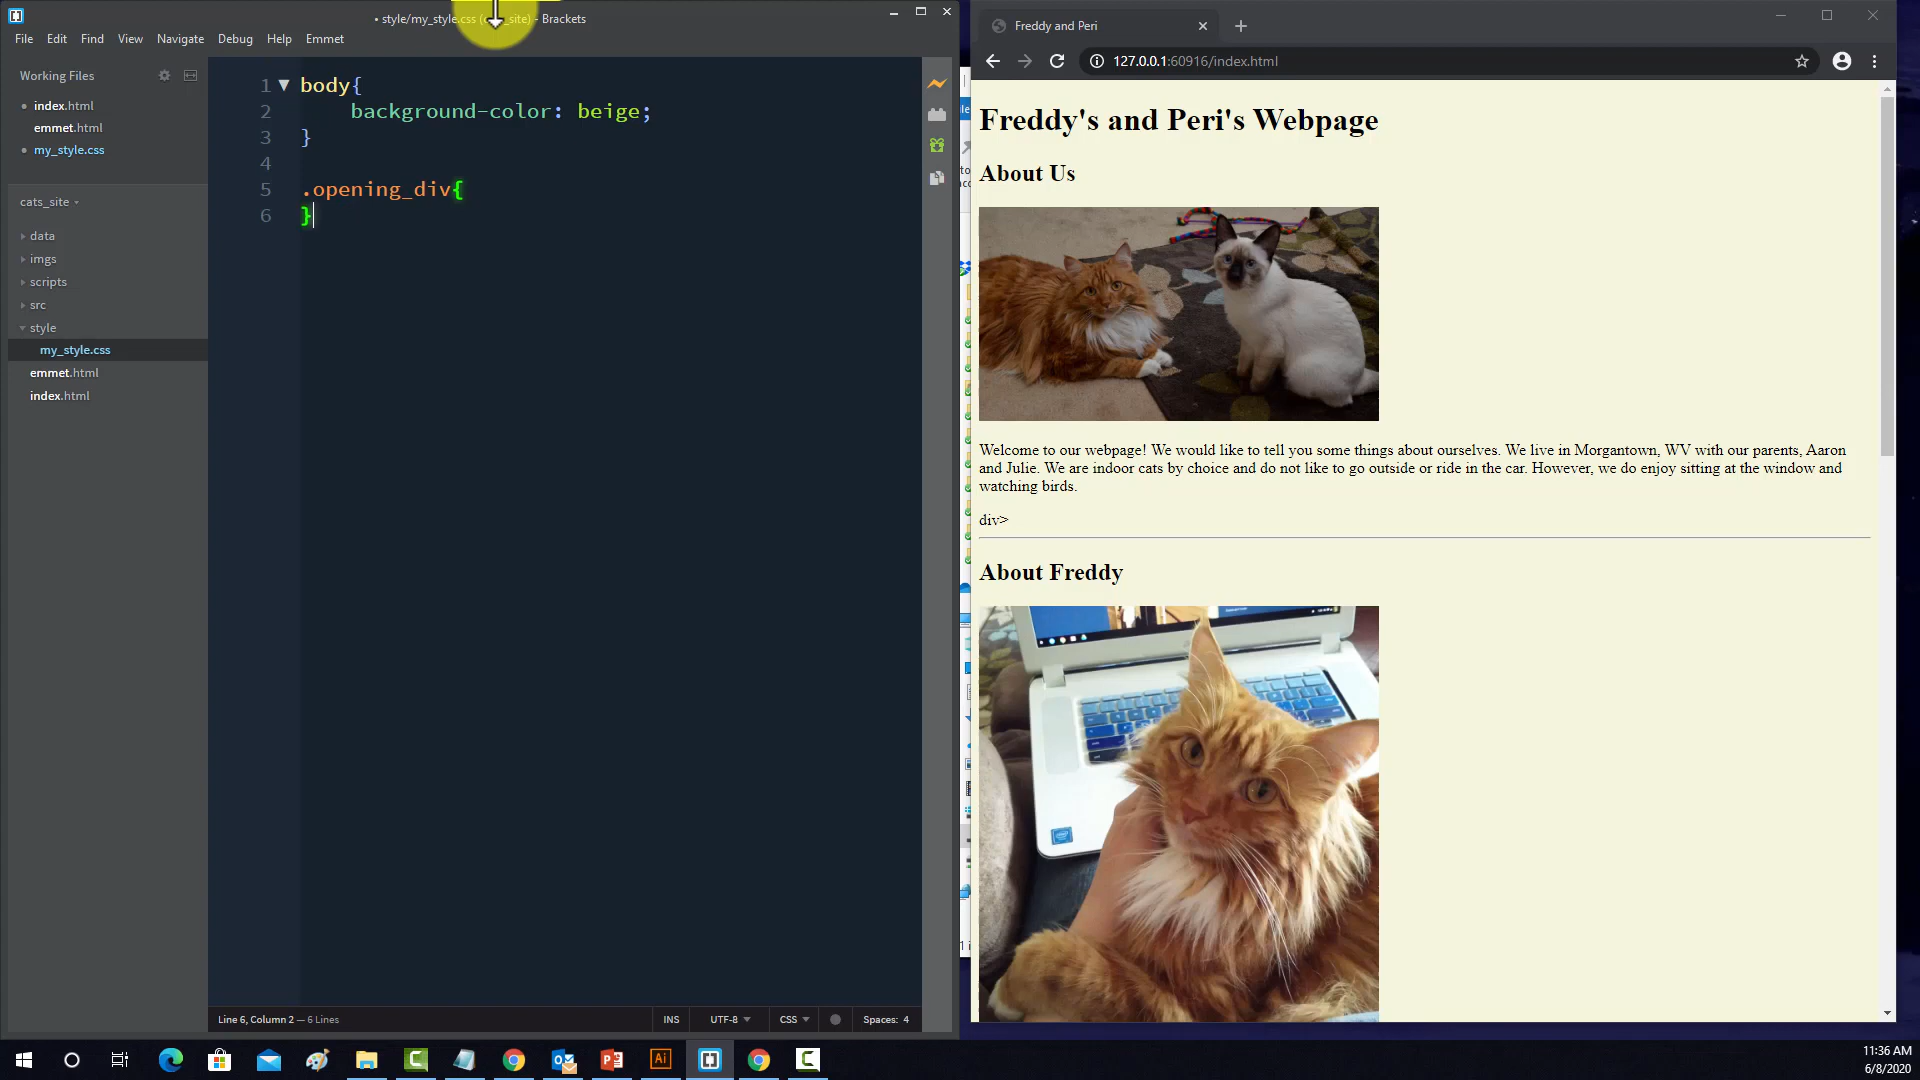 • style/my_style.css (c _site) - Brackets
File Edit Find View Navigate Debug Help Emmet
Working Files
• index.html
emmet.html
• my_style.css
cats_site
data
imgs
scripts
src
style
my_style.css
emmet.html
index.html
1 body{
2 background-color: beige;
3 }
4
5 .opening_div{
6 }
Line 6, Column 2 — 6 Lines
INS UTF-8 CSS Spaces: 4
Freddy and Peri
127.0.0.1:60916/index.html
Freddy's and Peri's Webpage
About Us
Welcome to our webpage! We would like to tell you some things about ourselves. We live in Morgantown, WV with our parents, Aaron
and Julie. We are indoor cats by choice and do not like to go outside or ride in the car. However, we do enjoy sitting at the window and
watching birds.
div>
About Freddy
Ai
11:36 AM
6/8/2020